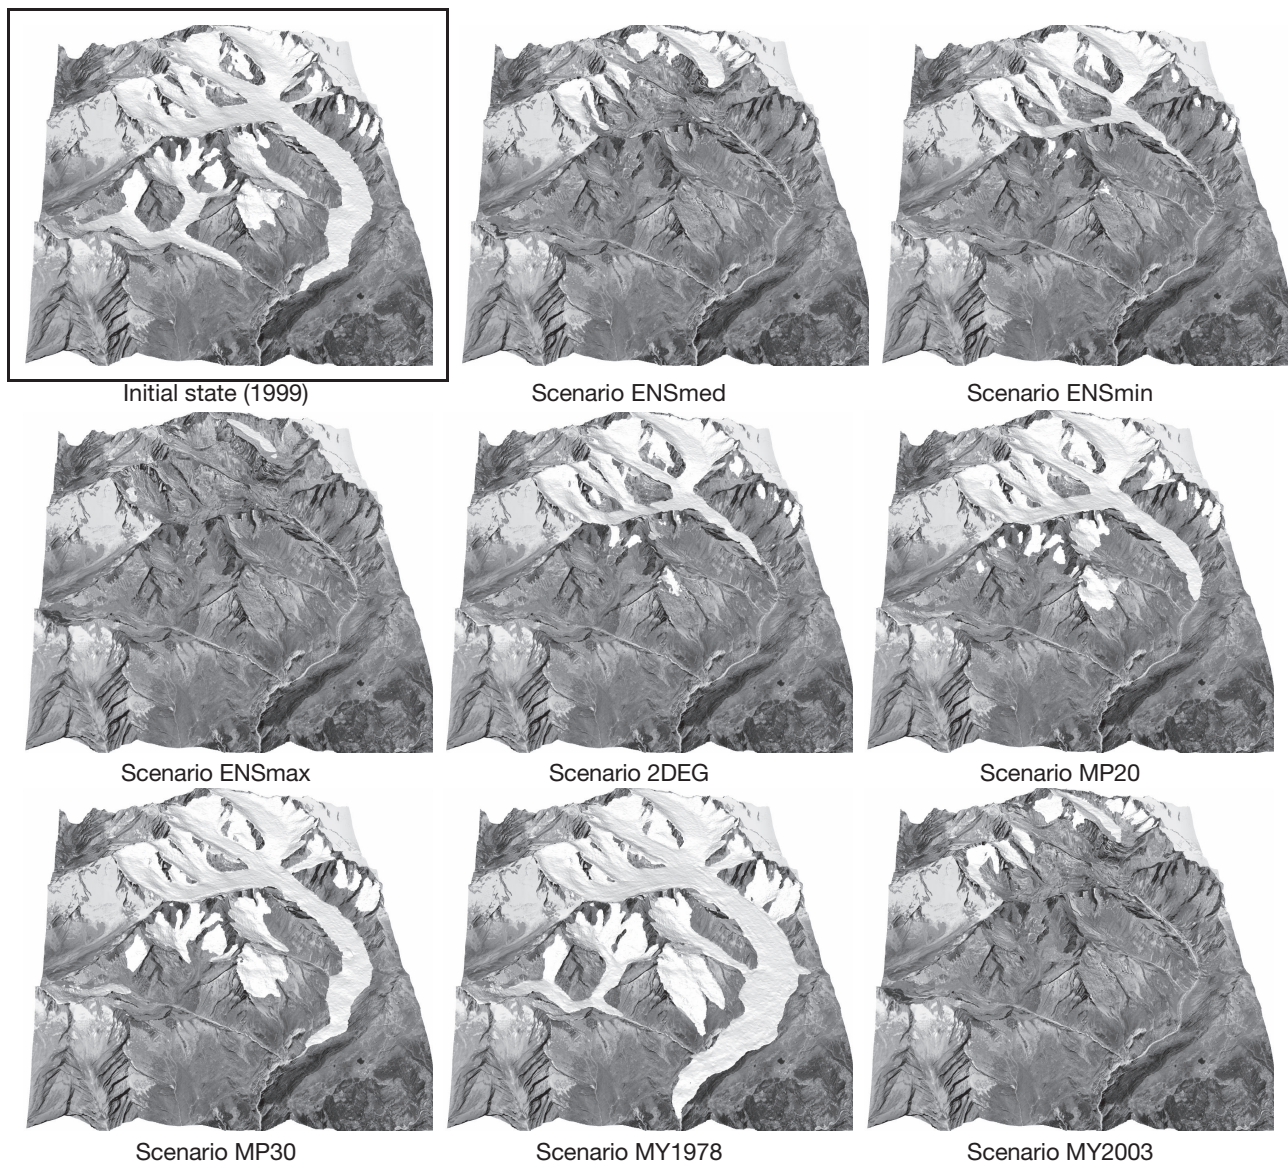 Initial state (1999)
Scenario ENSmed
Scenario ENSmin
Scenario ENSmax
Scenario 2DEG
Scenario MP20
Scenario MP30
Scenario MY1978
Scenario MY2003